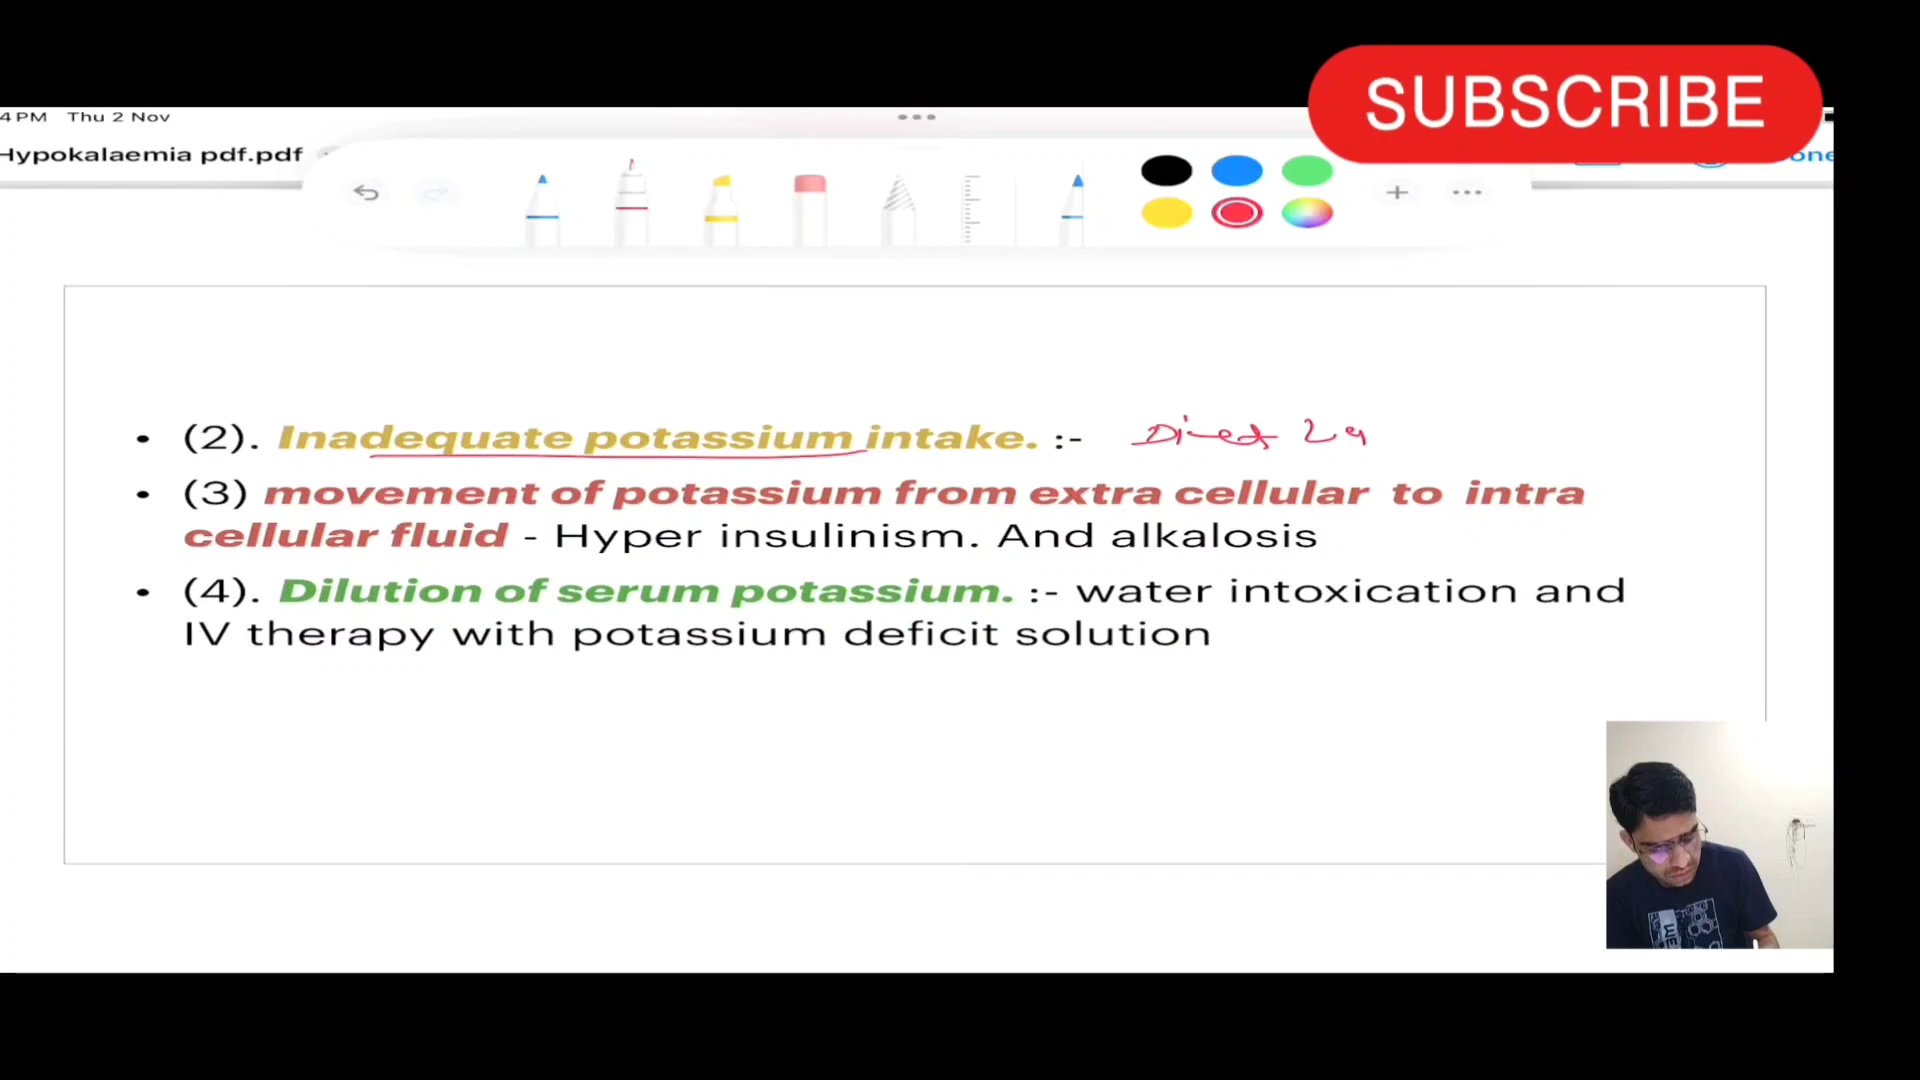 SUBSCRIBE
4 PM Thu 2 Nov
Hypokalaemia pdf.pdf
• (2). Inadequate potassium intake. :-
• (3) movement of potassium from extra cellular to intra
cellular fluid - Hyper insulinism. And alkalosis
• (4). Dilution of serum potassium. :- water intoxication and
IV therapy with potassium deficit solution